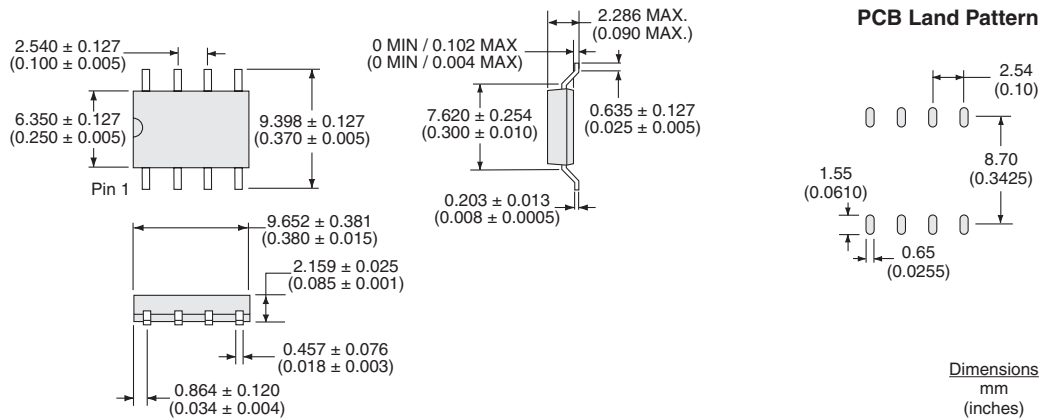 2.540 ± 0.127
(0.100 ± 0.005)
6.350 ± 0.127
(0.250 ± 0.005)
9.398 ± 0.127
(0.370 ± 0.005)
Pin 1
9.652 ± 0.381
(0.380 ± 0.015)
2.159 ± 0.025
(0.085 ± 0.001)
0.457 ± 0.076
(0.018 ± 0.003)
0.864 ± 0.120
(0.034 ± 0.004)
2.286 MAX.
(0.090 MAX.)
0 MIN / 0.102 MAX
(0 MIN / 0.004 MAX)
7.620 ± 0.254
(0.300 ± 0.010)
0.635 ± 0.127
(0.025 ± 0.005)
0.203 ± 0.013
(0.008 ± 0.0005)
PCB Land Pattern
2.54
(0.10)
8.70
(0.3425)
1.55
(0.0610)
0.65
(0.0255)
Dimensions
mm
(inches)